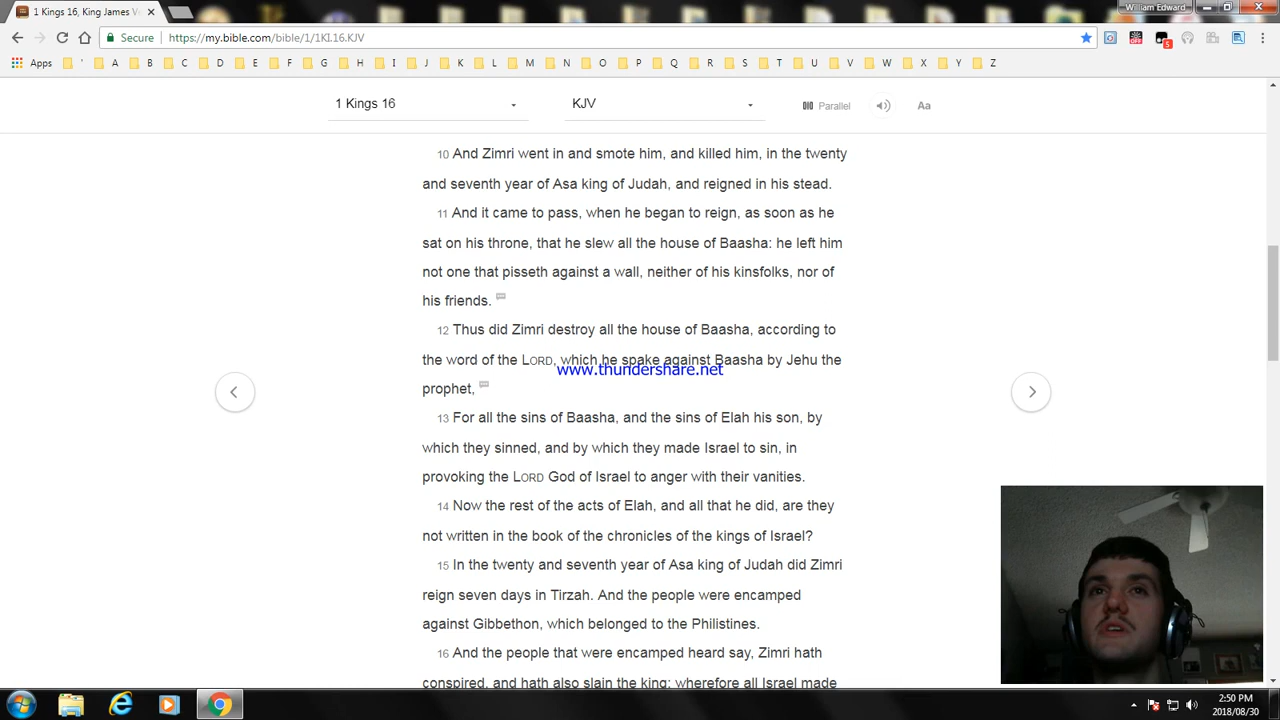 1 Kings 16, King James V
William Edward
Secure
https://my.bible.com/bible/1/1KI.16.KJV
5
Apps ' A B C D E F G H I J K L M N O P Q R S T U V W X Y Z
1 Kings 16
KJV
Parallel
Aa
10 And Zimri went in and smote him, and killed him, in the twenty
and seventh year of Asa king of Judah, and reigned in his stead.
11 And it came to pass, when he began to reign, as soon as he
sat on his throne, that he slew all the house of Baasha: he left him
not one that pisseth against a wall, neither of his kinsfolks, nor of
his friends.
12 Thus did Zimri destroy all the house of Baasha, according to
the word of the LORD, which he spake against Baasha by Jehu the
www.thundershare.net
prophet,
13 For all the sins of Baasha, and the sins of Elah his son, by
which they sinned, and by which they made Israel to sin, in
provoking the LORD God of Israel to anger with their vanities.
14 Now the rest of the acts of Elah, and all that he did, are they
not written in the book of the chronicles of the kings of Israel?
15 In the twenty and seventh year of Asa king of Judah did Zimri
reign seven days in Tirzah. And the people were encamped
against Gibbethon, which belonged to the Philistines.
16 And the people that were encamped heard say, Zimri hath
conspired, and hath also slain the king: wherefore all Israel made
2:50 PM
2018/08/30